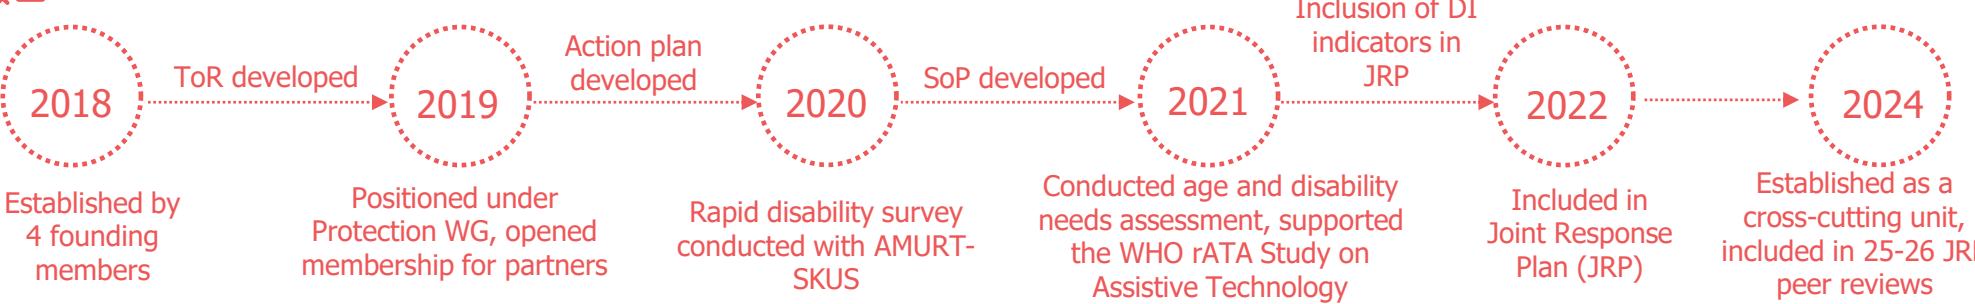 2018
ToR developed
2019
Action plan
developed
2020
SoP developed
2021
Inclusion of DI
indicators in
JRP
2022
2024
Established by
4 founding
members
Positioned under
Protection WG, opened
membership for partners
Rapid disability survey
conducted with AMURT-
SKUS
Conducted age and disability
needs assessment, supported
the WHO rATA Study on
Assistive Technology
Included in
Joint Response
Plan (JRP)
Established as a
cross-cutting unit,
included in 25-26 JRP
peer reviews